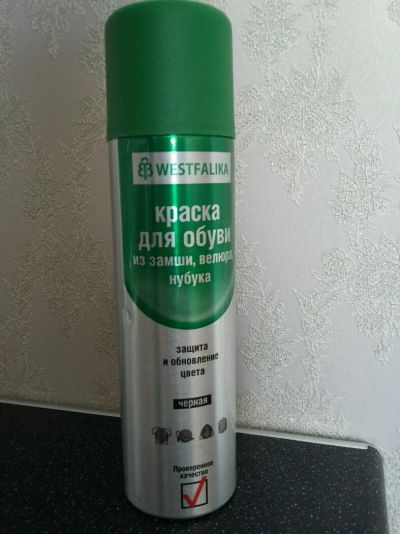 WESTFALIKA
краска
для обуви
из замши, велюра,
нубука
защита
и обновление
цвета
черная
Проверенное
качество